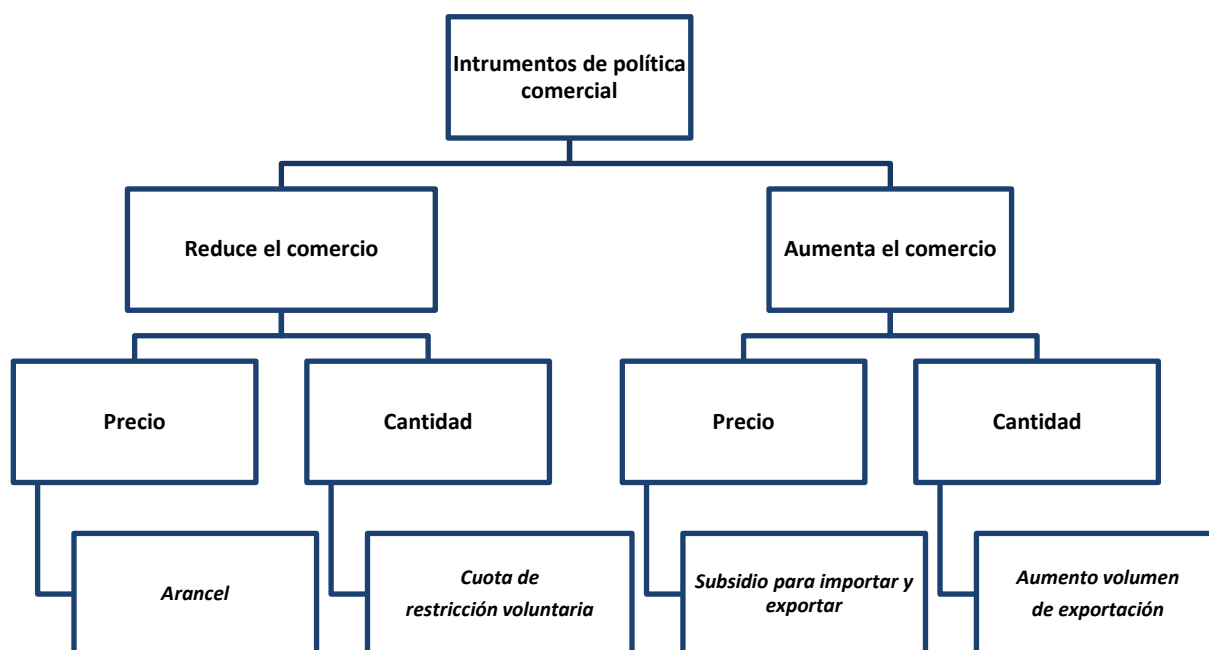 Intrumentos de política
comercial
Reduce el comercio
Aumenta el comercio
Precio
Cantidad
Precio
Cantidad
Arancel
Cuota de
restricción voluntaria
Subsidio para importar y
exportar
Aumento volumen
de exportación